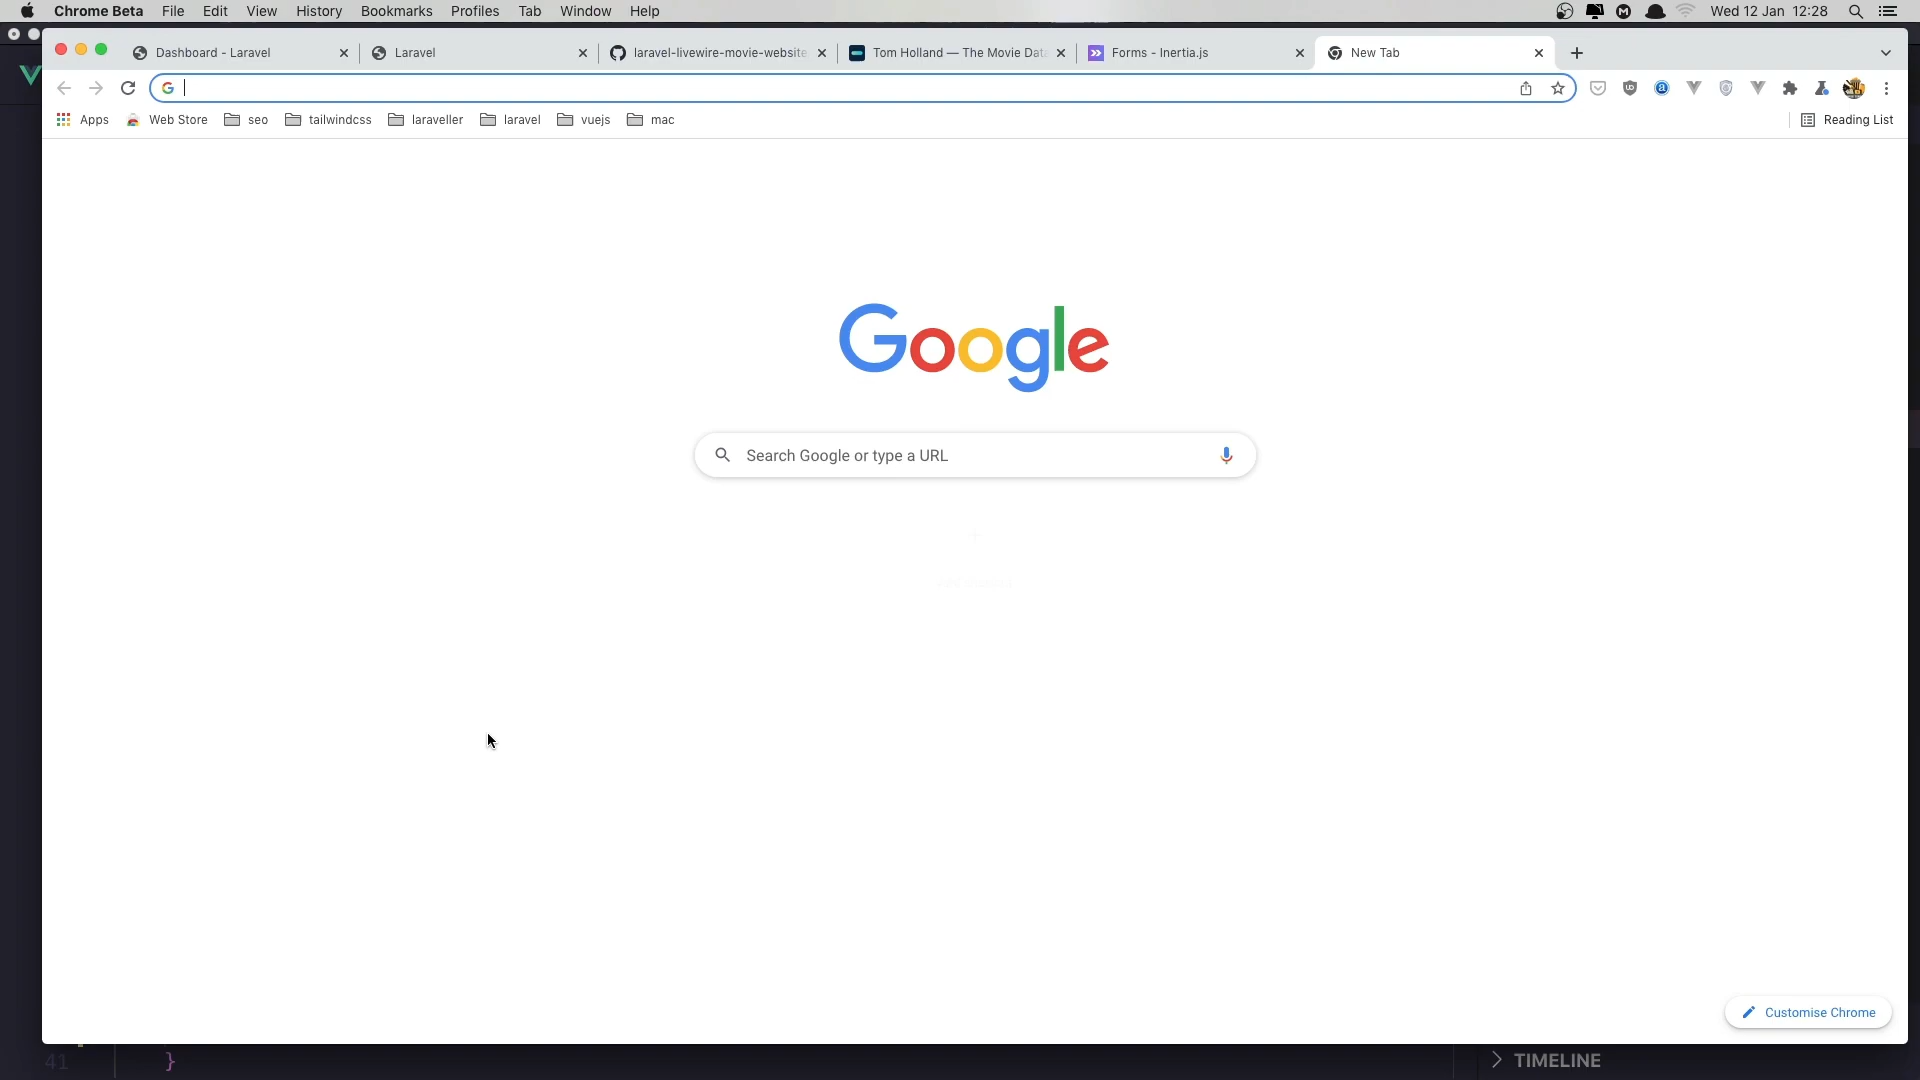 Chrome Beta File Edit View History Bookmarks Profiles Tab Window Help Wed 12 Jan 12:28
Dashboard - Laravel Laravel laravel-livewire-movie-website Tom Holland — The Movie Data Forms - Inertia.js New Tab
Apps Web Store seo tailwindcss laraveller laravel vuejs mac Reading List
Google
Search Google or type a URL
Customise Chrome
41 } TIMELINE